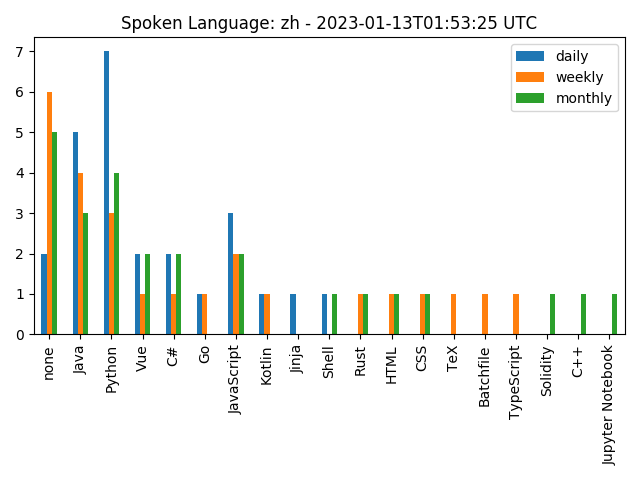 Spoken Language: zh - 2023-01-13T01:53:25 UTC
daily
weekly
monthly
7
6
5
4
3
2
1
0
none
Java
Python
Vue
C#
Go
JavaScript
Kotlin
Jinja
Shell
Rust
HTML
CSS
TeX
Batchfile
TypeScript
Solidity
C++
Jupyter Notebook